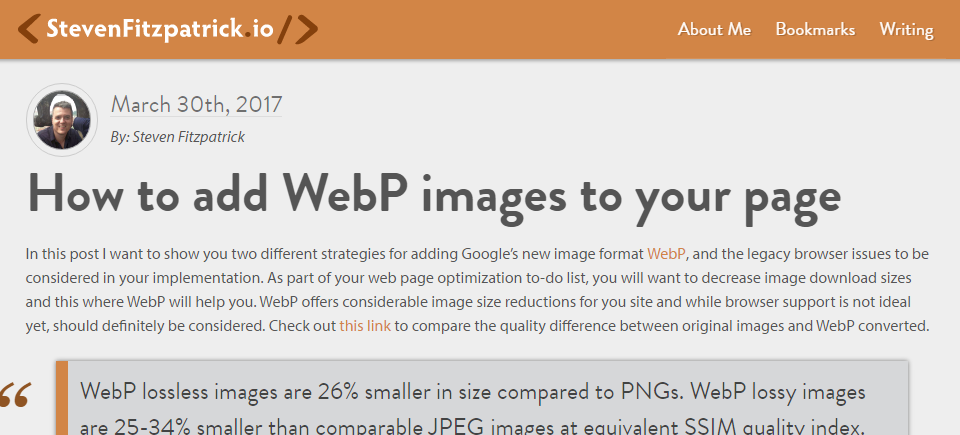 < StevenFitzpatrick.io />
About Me Bookmarks Writing
March 30th, 2017
By: Steven Fitzpatrick
How to add WebP images to your page
In this post I want to show you two different strategies for adding Google's new image format WebP, and the legacy browser issues to be
considered in your implementation. As part of your web page optimization to-do list, you will want to decrease image download sizes
and this where WebP will help you. WebP offers considerable image size reductions for you site and while browser support is not ideal
yet, should definitely be considered. Check out this link to compare the quality difference between original images and WebP converted.
“ WebP lossless images are 26% smaller in size compared to PNGs. WebP lossy images
are 25-34% smaller than comparable JPEG images at equivalent SSIM quality index.